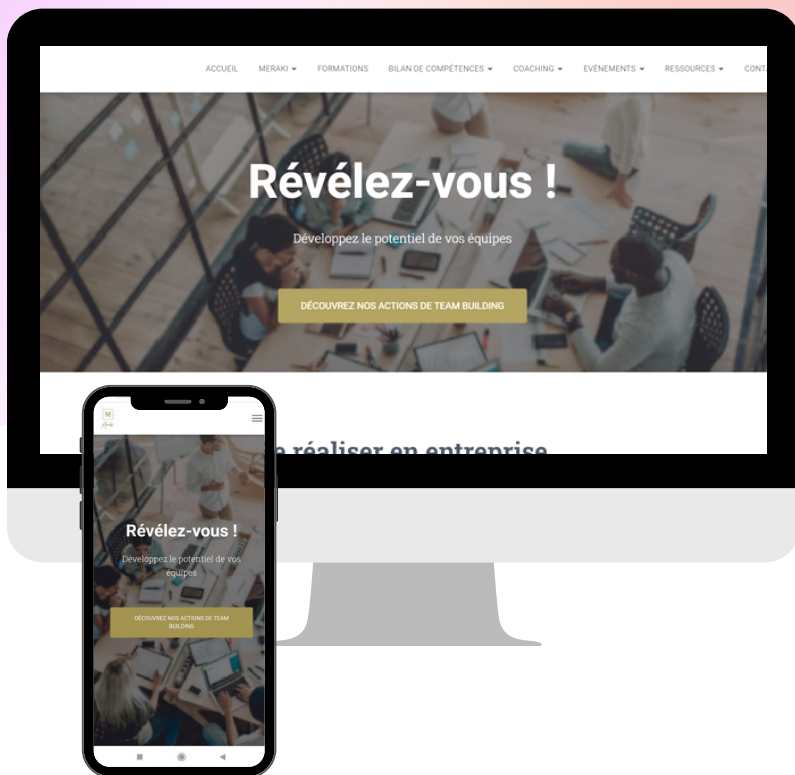 ACCUEIL MERAKI FORMATIONS BILAN DE COMPÉTENCES COACHING EVÉNEMENTS RESSOURCES CONT
Révélez-vous !
Développez le potentiel de vos équipes
DÉCOUVREZ NOS ACTIONS DE TEAM BUILDING
réaliser en entreprise
M
Révélez-vous !
Développez le potentiel de vos
équipes
DÉCOUVREZ NOS ACTIONS DE TEAM
BUILDING